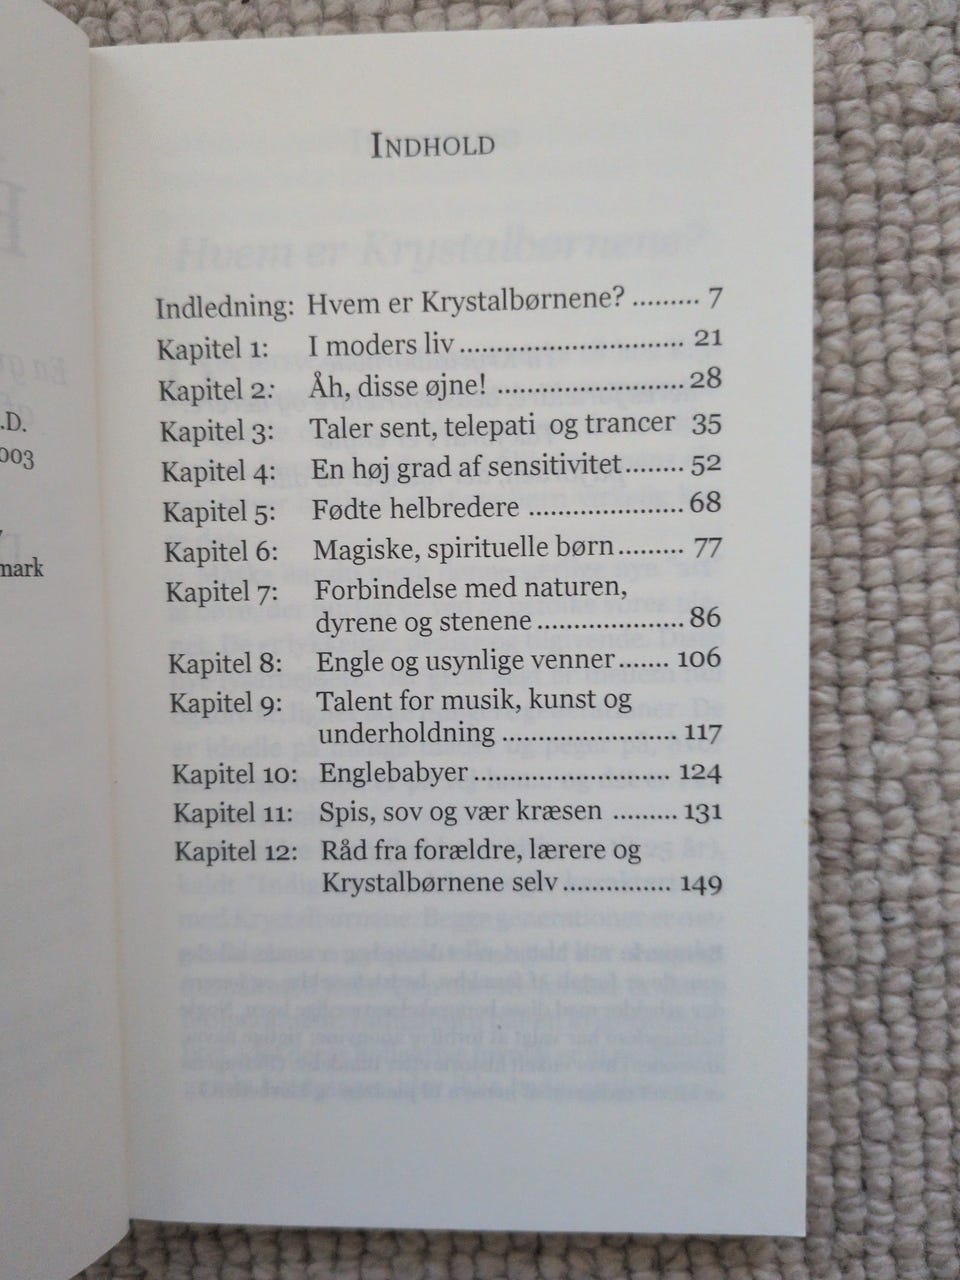 .D.
003
mark
INDHOLD
Indledning: Hvem er Krystalbørnene? ......... 7
Kapitel 1: I moders liv .............................. 21
Kapitel 2: Åh, disse øjne! ......................... 28
Kapitel 3: Taler sent, telepati og trancer 35
Kapitel 4: En høj grad af sensitivitet........ 52
Kapitel 5: Fødte helbredere ..................... 68
Kapitel 6: Magiske, spirituelle børn......... 77
Kapitel 7: Forbindelse med naturen,
dyrene og stenene .................... 86
Kapitel 8: Engle og usynlige venner....... 106
Kapitel 9: Talent for musik, kunst og
underholdning ........................ 117
Kapitel 10: Englebabyer........................... 124
Kapitel 11: Spis, sov og vær kræsen ......... 131
Kapitel 12: Råd fra forældre, lærere og
Krystalbørnene selv ............... 149